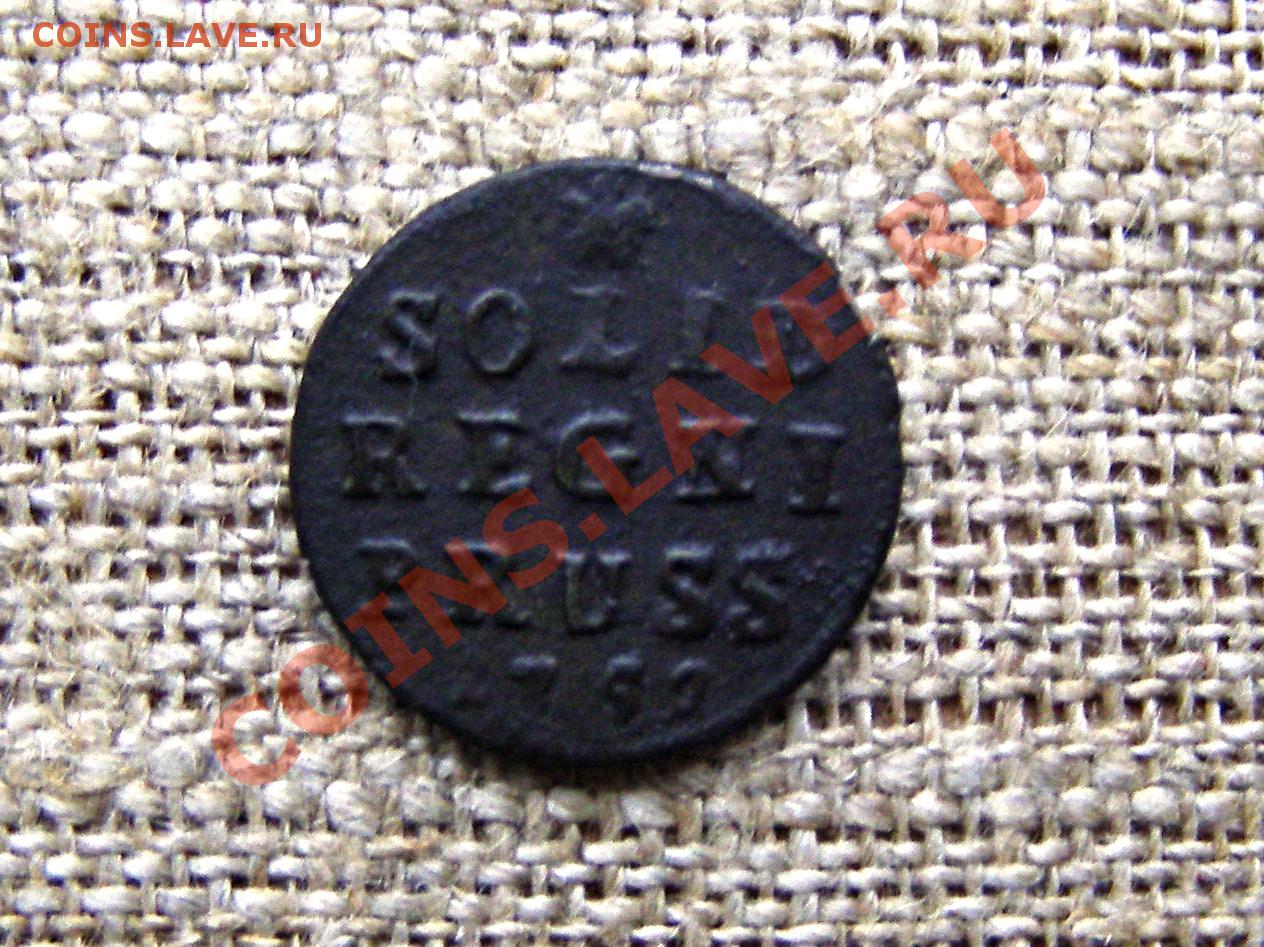 COINS.LAVE.RU
SOLID
REGNI
PRUSS
COINS.LAVE.RU